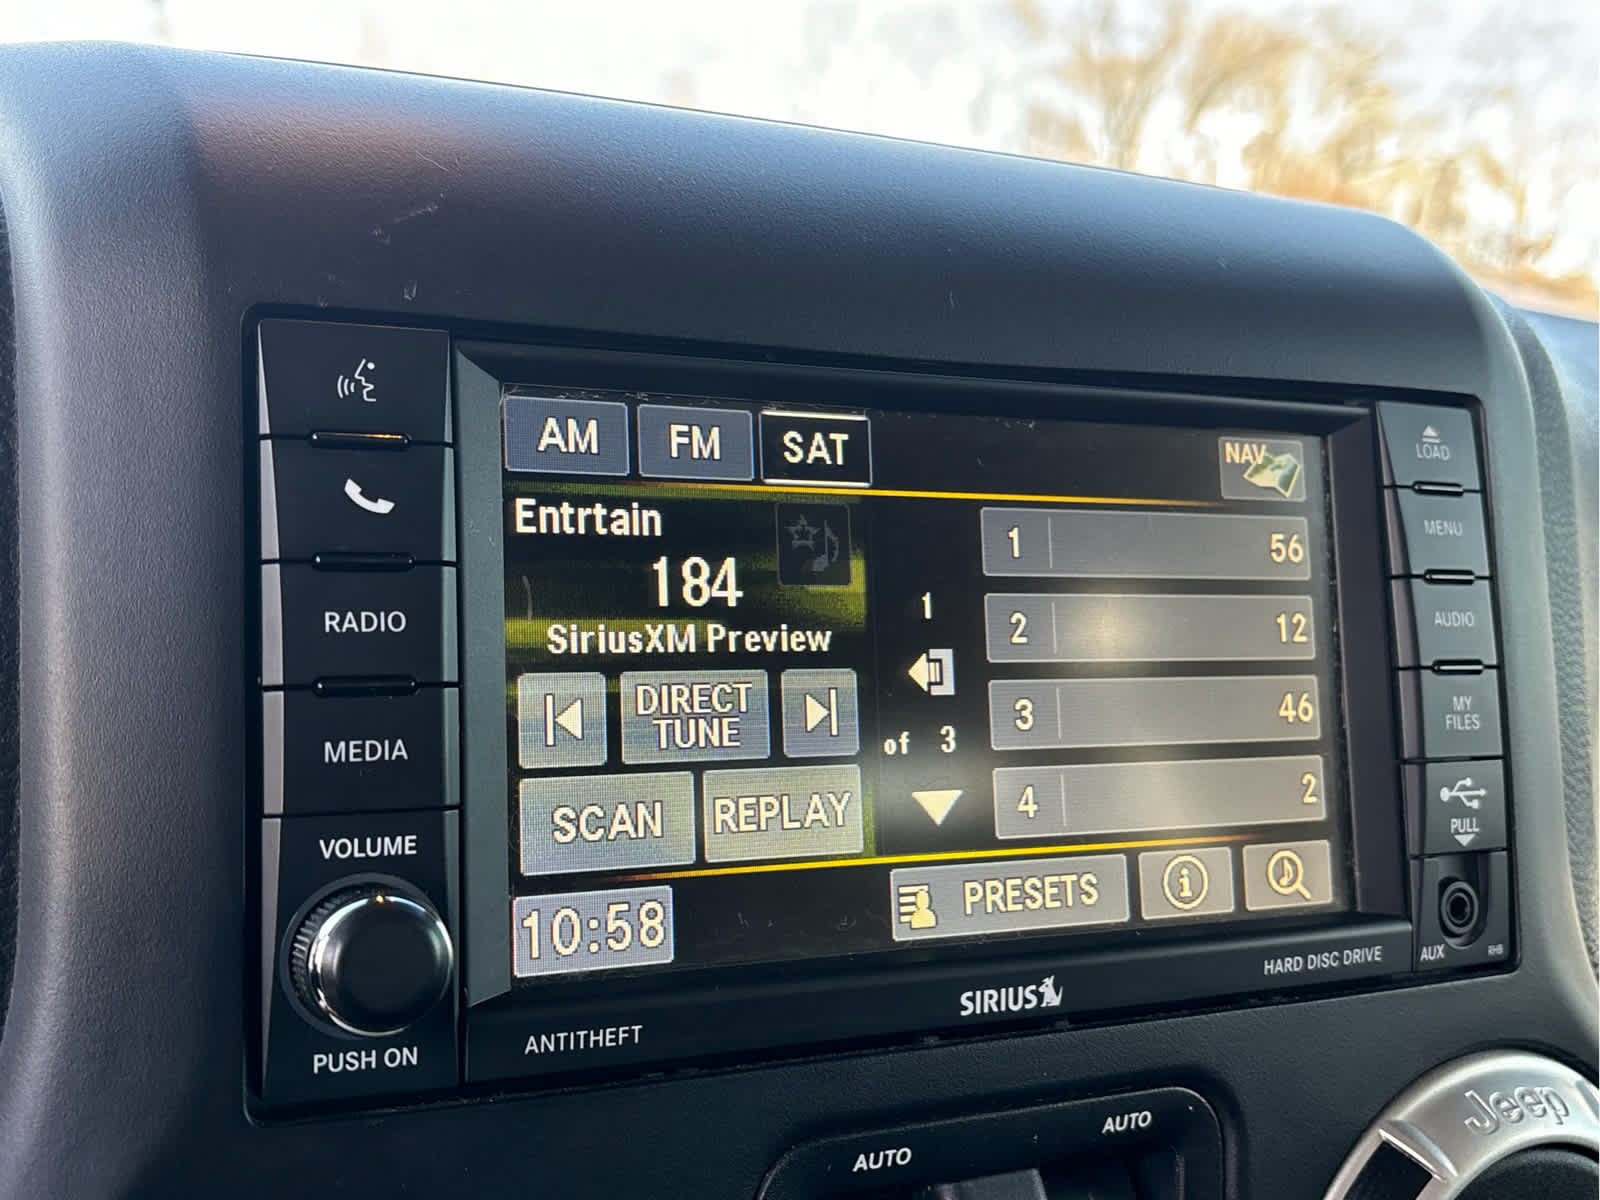 AM FM SAT
NAV
Entrtain
184
SiriusXM Preview
DIRECT
TUNE
SCAN REPLAY
10:58
1
of 3
1 56
2 12
3 46
4 2
PRESETS
RADIO
MEDIA
VOLUME
PUSH ON
LOAD
MENU
AUDIO
MY
FILES
PULL
AUX RHB
ANTITHEFT
SIRIUS
HARD DISC DRIVE
AUTO
AUTO
Jeep